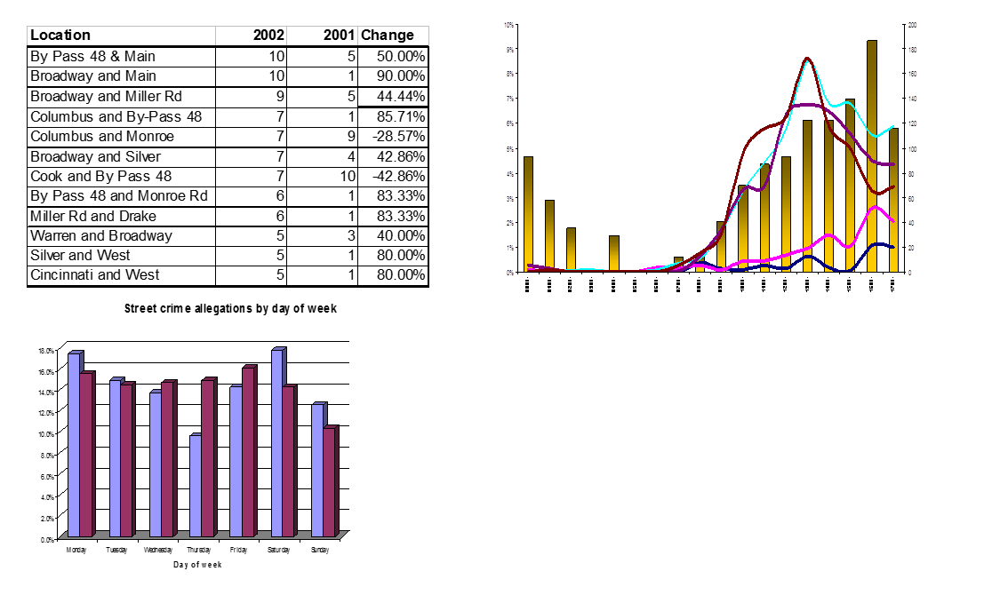 Location 2002 2001 Change
By Pass 48 & Main 10 5 50.00%
Broadway and Main 10 1 90.00%
Broadway and Miller Rd 9 5 44.44%
Columbus and By-Pass 48 7 1 85.71%
Columbus and Monroe 7 9 -28.57%
Broadway and Silver 7 4 42.86%
Cook and By Pass 48 7 10 -42.86%
By Pass 48 and Monroe Rd 6 1 83.33%
Miller Rd and Drake 6 1 83.33%
Warren and Broadway 5 3 40.00%
Silver and West 5 1 80.00%
Cincinnati and West 5 1 80.00%
10% 200
9% 180
8% 160
7% 140
6% 120
5% 100
4% 80
3% 60
2% 40
1% 20
0% 0
Street crime allegations by day of week
18.0%
16.0%
14.0%
12.0%
10.0%
8.0%
6.0%
4.0%
2.0%
0.0%
Monday Tuesday Wednesday Thursday Friday Saturday Sunday
Day of week